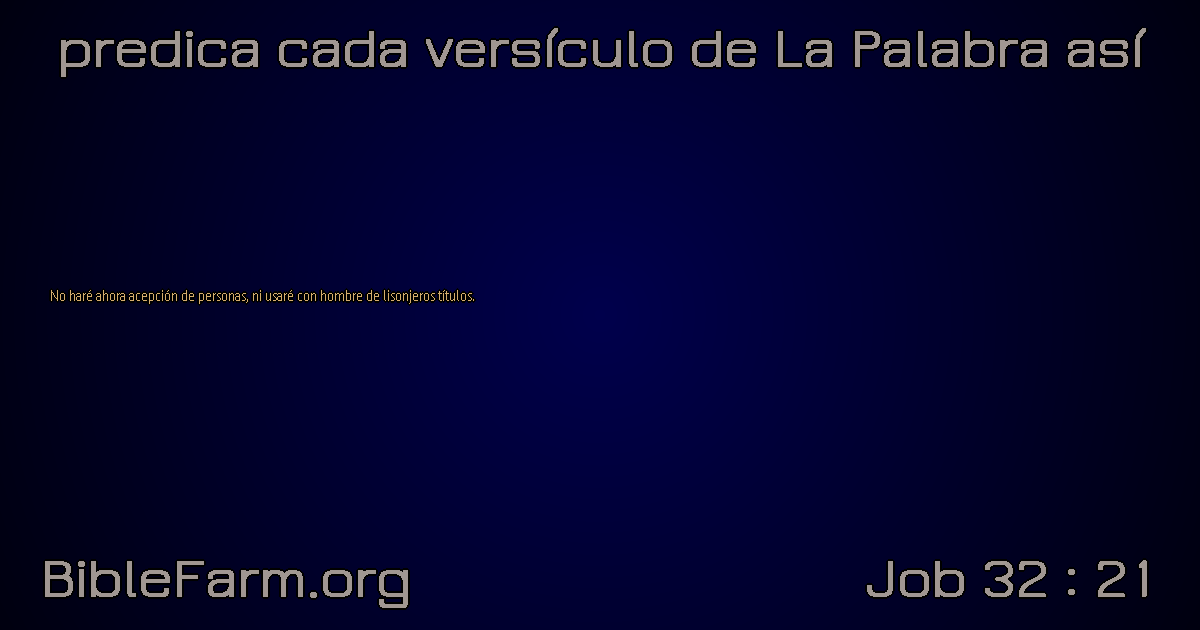 predica cada versículo de La Palabra así
No haré ahora acepción de personas, ni usaré con hombre de lisonjeros títulos.
BibleFarm.org
Job 32 : 21